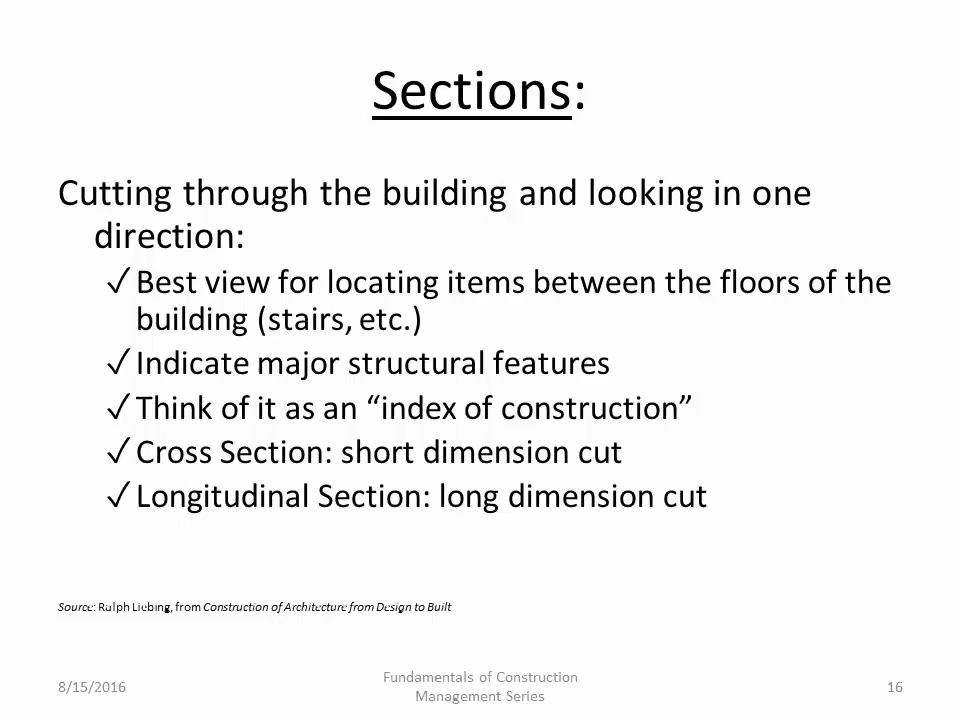 Sections:
Cutting through the building and looking in one
direction:
✓Best view for locating items between the floors of the
building (stairs, etc.)
✓Indicate major structural features
✓Think of it as an “index of construction”
✓Cross Section: short dimension cut
✓Longitudinal Section: long dimension cut
Source: Ralph Liebing, from Construction of Architecture from Design to Built
8/15/2016
Fundamentals of Construction
Management Series
16